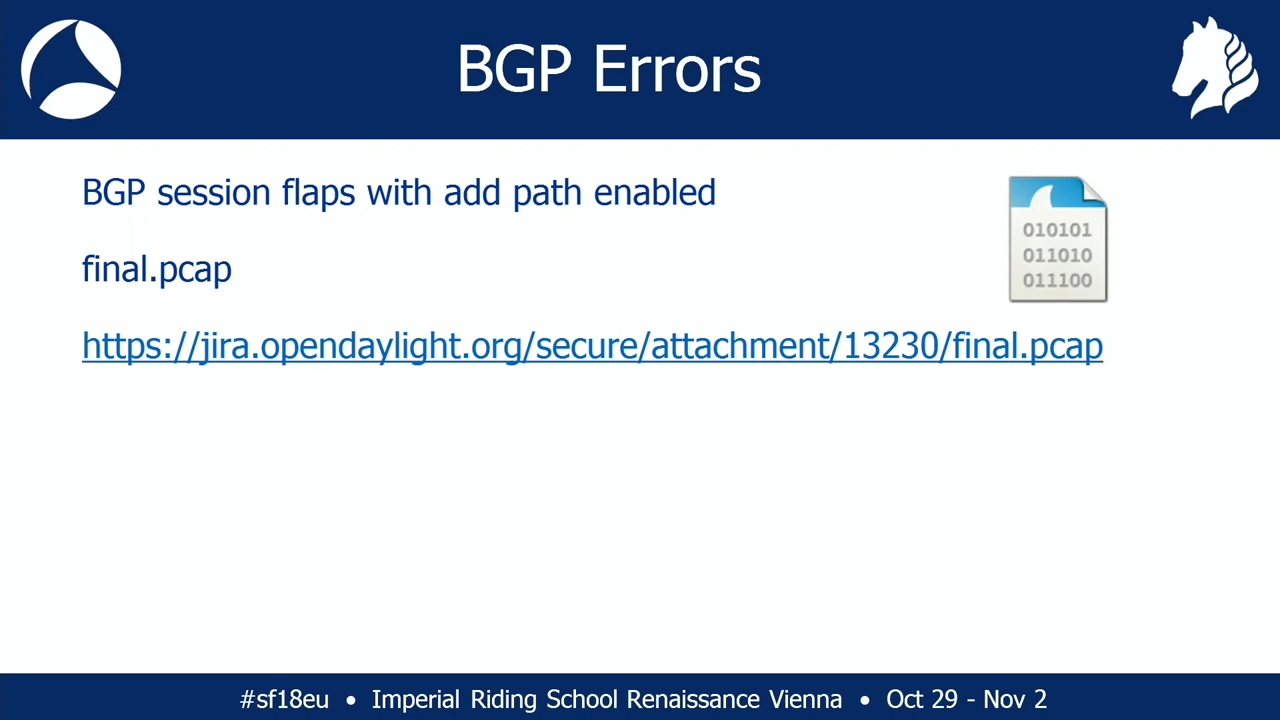 BGP Errors
BGP session flaps with add path enabled
final.pcap
https://jira.opendaylight.org/secure/attachment/13230/final.pcap
010101
011010
011100
#sf18eu • Imperial Riding School Renaissance Vienna • Oct 29 - Nov 2